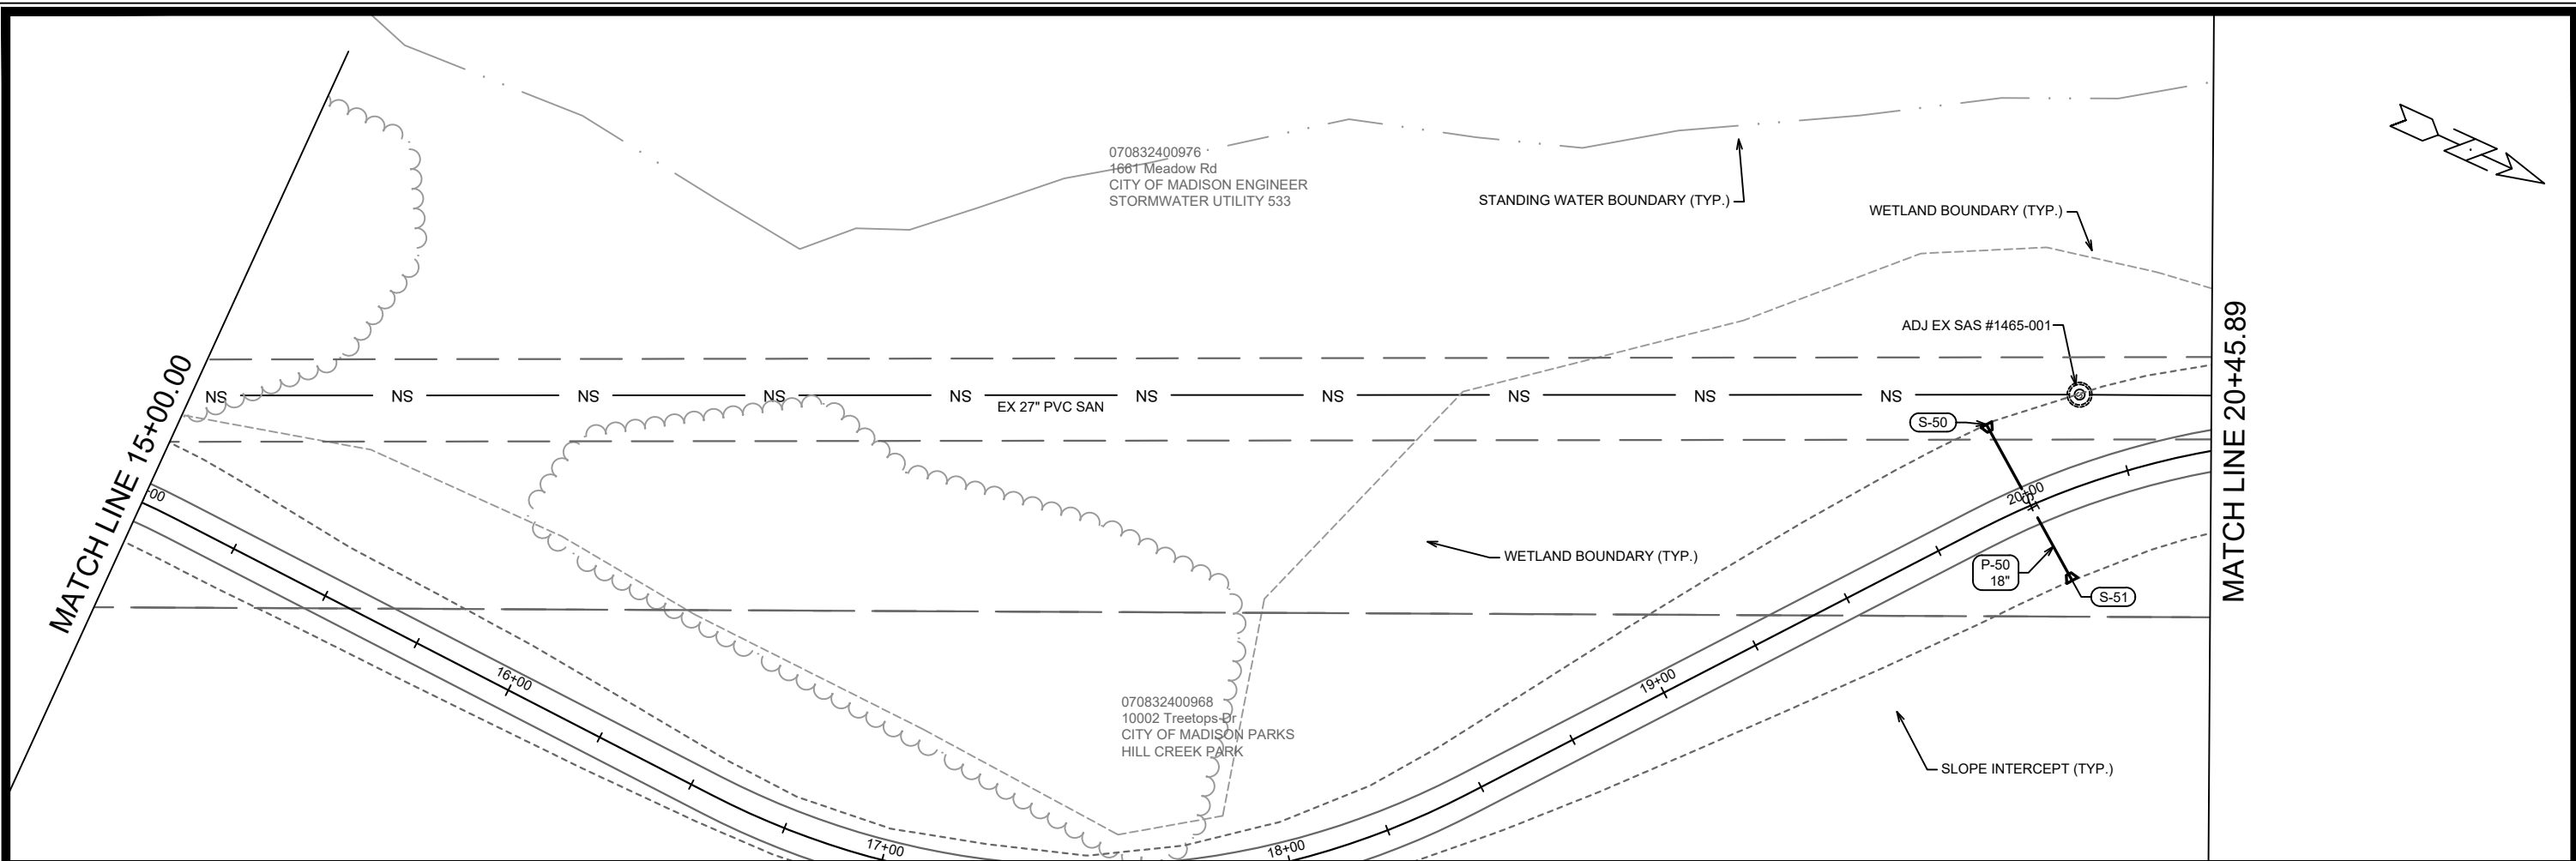 070832400976
1661 Meadow Rd
CITY OF MADISON ENGINEER
STORMWATER UTILITY 533
STANDING WATER BOUNDARY (TYP.)
WETLAND BOUNDARY (TYP.)
ADJ EX SAS #1465-001
MATCH LINE 15+00.00
NS NS NS NS NS NS NS NS NS NS
EX 27" PVC SAN
MATCH LINE 20+45.89
S-50
+00
20+00
WETLAND BOUNDARY (TYP.)
P-50
18"
S-51
16+00
19+00
070832400968
10002 Treetops Dr
CITY OF MADISON PARKS
HILL CREEK PARK
SLOPE INTERCEPT (TYP.)
17+00
18+00